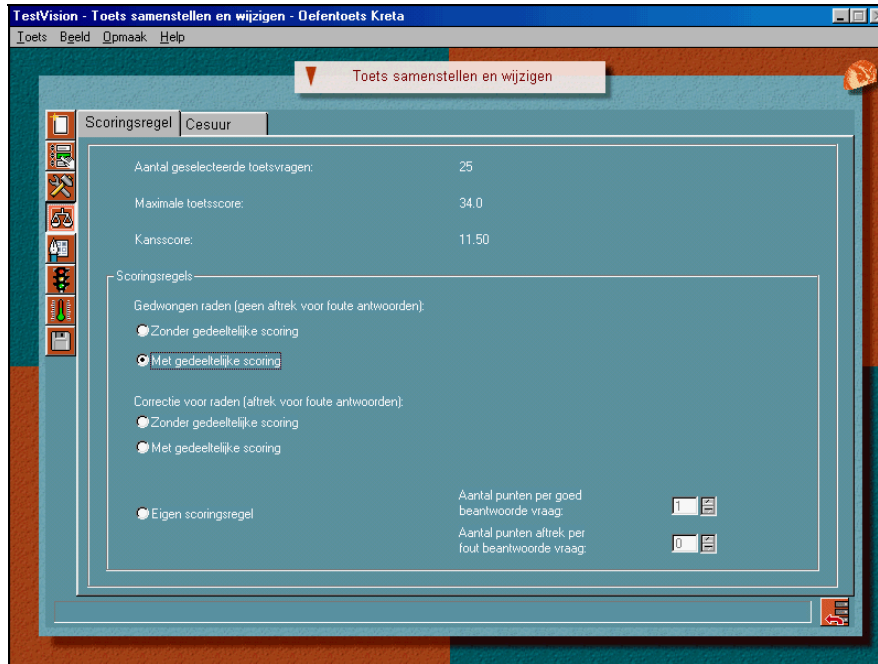 TestVision - Toets samenstellen en wijzigen - Oefentoets Kreta
Toets Beeld Opmaak Help
Toets samenstellen en wijzigen
Scoringsregel Cesuur
Aantal geselecteerde toetsvragen: 25
Maximale toetsscore: 34.0
Kansscore: 11.50
Scoringsregels
Gedwongen raden (geen aftrek voor foute antwoorden):
Zonder gedeeltelijke scoring
Met gedeeltelijke scoring
Correctie voor raden (aftrek voor foute antwoorden):
Zonder gedeeltelijke scoring
Met gedeeltelijke scoring
Eigen scoringsregel
Aantal punten per goed
beantwoorde vraag: 1
Aantal punten aftrek per
fout beantwoorde vraag: 0